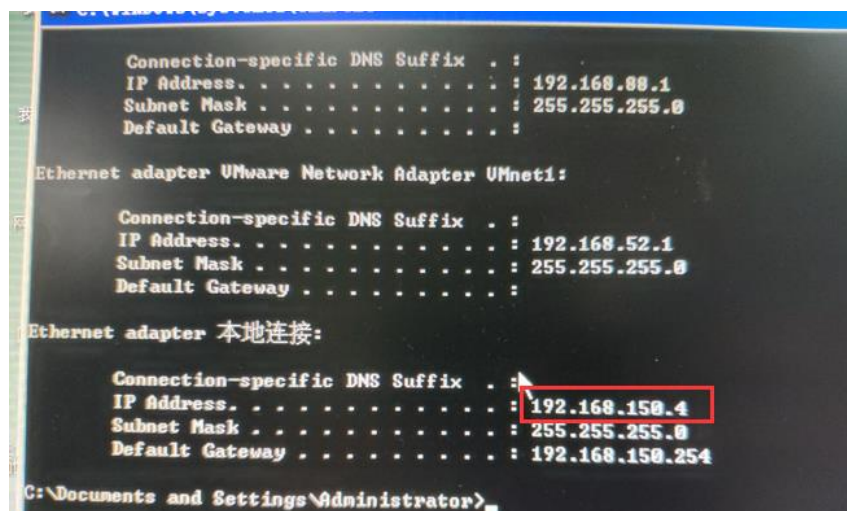 Connection-specific DNS Suffix . :
IP Address. . . . . . . . . . . . : 192.168.88.1
Subnet Mask . . . . . . . . . . . : 255.255.255.0
Default Gateway . . . . . . . . . :
Ethernet adapter VMware Network Adapter VMnet1:
Connection-specific DNS Suffix . :
IP Address. . . . . . . . . . . . : 192.168.52.1
Subnet Mask . . . . . . . . . . . : 255.255.255.0
Default Gateway . . . . . . . . . :
Ethernet adapter 本地连接:
Connection-specific DNS Suffix . :
IP Address. . . . . . . . . . . . : 192.168.150.4
Subnet Mask . . . . . . . . . . . : 255.255.255.0
Default Gateway . . . . . . . . . : 192.168.150.254
C:\Documents and Settings\Administrator>_